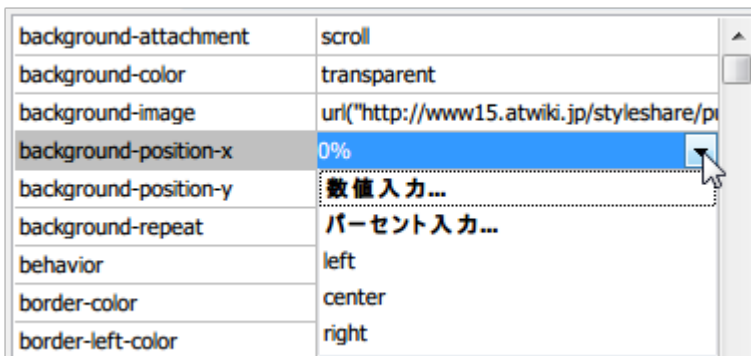 background-attachment scroll
background-color transparent
background-image url("http://www15.atwiki.jp/styleshare/pu
background-position-x 0%
background-position-y 数値入力...
background-repeat パーセント入力...
behavior left
border-color center
border-left-color right